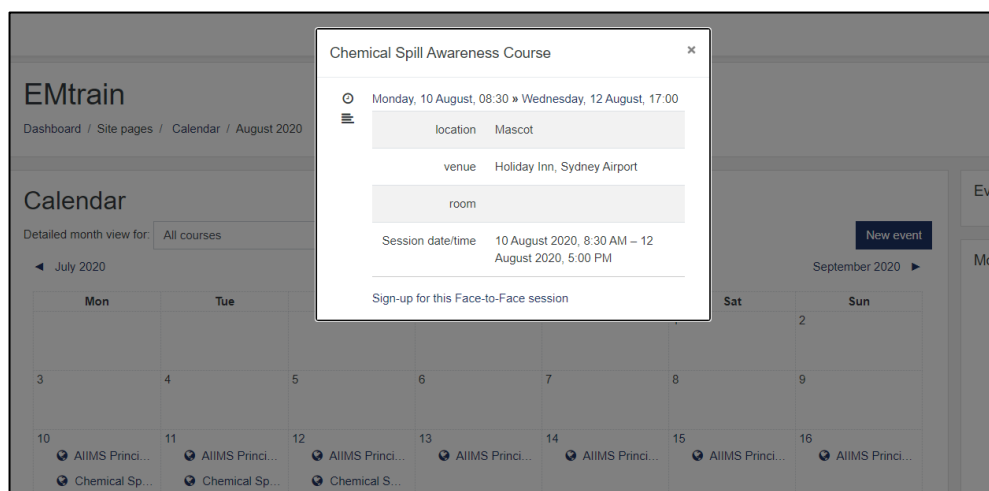 Chemical Spill Awareness Course ×
Monday, 10 August, 08:30 » Wednesday, 12 August, 17:00
location Mascot
venue Holiday Inn, Sydney Airport
room
Session date/time 10 August 2020, 8:30 AM – 12
August 2020, 5:00 PM
Sign-up for this Face-to-Face session
EMtrain
Dashboard / Site pages / Calendar / August 2020
Calendar
Detailed month view for: All courses
New event
◄ July 2020
September 2020 ►
Mon Tue Sat Sun
2
3 4 5 6 7 8 9
10 11 12 13 14 15 16
AIIMS Princi... AIIMS Princi... AIIMS Princi... AIIMS Princi... AIIMS Princi... AIIMS Princi... AIIMS Princi...
Chemical Sp... Chemical Sp... Chemical S...